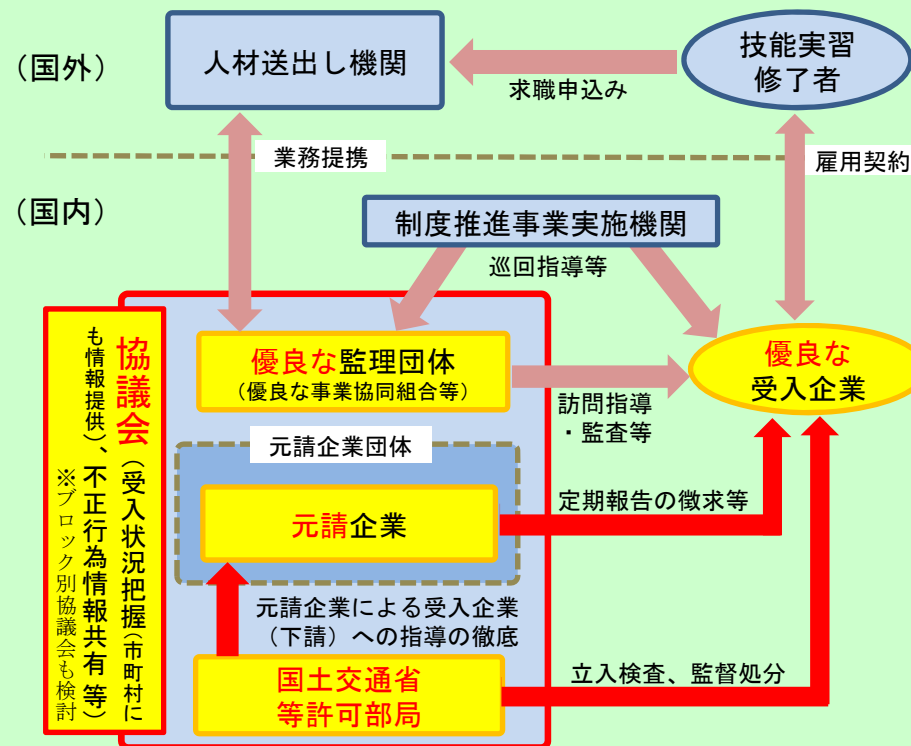 （国外）
人材送出し機関
技能実習
修了者
求職申込み
業務提携
雇用契約
（国内）
制度推進事業実施機関
巡回指導等
協議会（受入状況把握（市町村に
も情報提供）、不正行為情報共有 等）
※ブロック別協議会も検討
優良な監理団体
（優良な事業協同組合等）
優良な
受入企業
訪問指導
・監査等
元請企業団体
元請企業
定期報告の徴求等
元請企業による受入企業
（下請）への指導の徹底
国土交通省
等許可部局
立入検査、監督処分